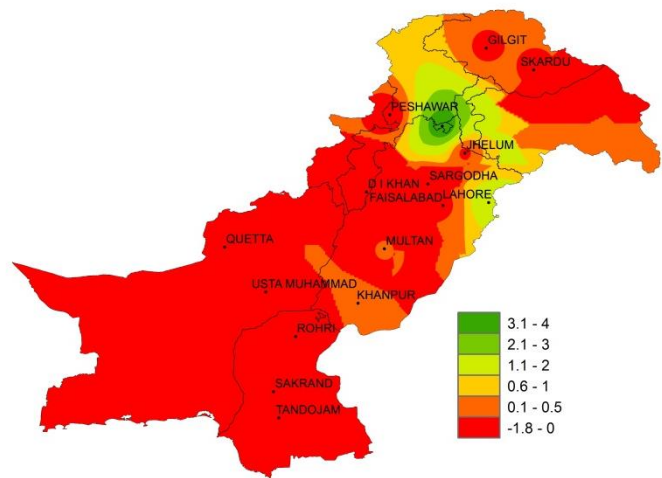 GILGIT
SKARDU
PESHAWAR
JHELUM
SARGODHA
D I KHAN
FAISALABAD
LAHORE
QUETTA
MULTAN
USTA MUHAMMAD
KHANPUR
ROHRI
SAKRAND
TANDOJAM
3.1 - 4
2.1 - 3
1.1 - 2
0.6 - 1
0.1 - 0.5
-1.8 - 0